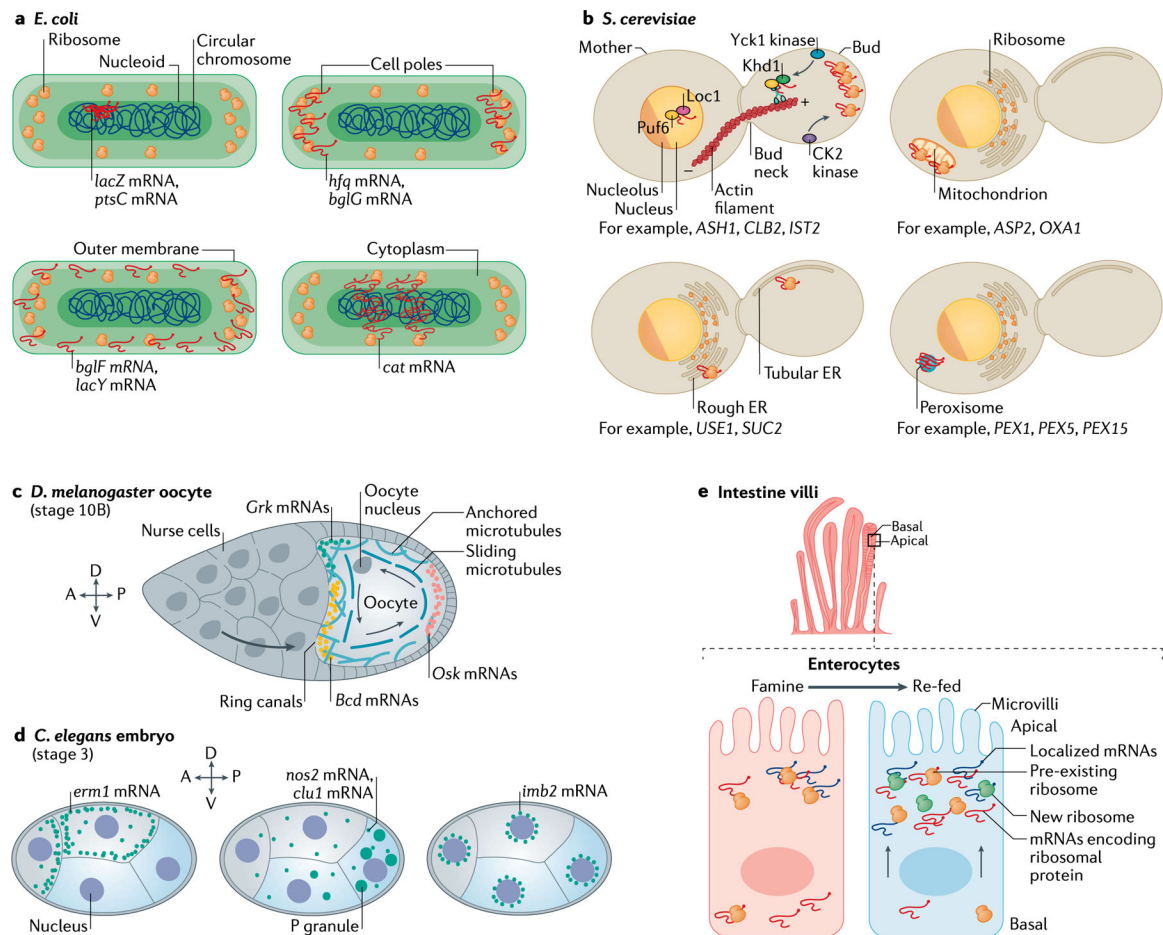 a E. coli
Ribosome
Nucleoid
Circular
chromosome
lacZ mRNA,
ptsC mRNA
Cell poles
hfq mRNA,
bglG mRNA
Outer membrane
bglF mRNA,
lacY mRNA
Cytoplasm
cat mRNA
b S. cerevisiae
Mother
Yck1 kinase
Bud
Khd1
Loc1
Puf6
+
–
Nucleolus
Nucleus
Actin
filament
Bud
neck
CK2
kinase
For example, ASH1, CLB2, IST2
Ribosome
Mitochondrion
For example, ASP2, OXA1
Tubular ER
Rough ER
For example, USE1, SUC2
Peroxisome
For example, PEX1, PEX5, PEX15
c D. melanogaster oocyte
(stage 10B)
D
A P
V
Nurse cells
Grk mRNAs
Oocyte
nucleus
Anchored
microtubules
Sliding
microtubules
Oocyte
Ring canals
Bcd mRNAs
Osk mRNAs
d C. elegans embryo
(stage 3)
D
A P
V
erm1 mRNA
Nucleus
nos2 mRNA,
clu1 mRNA
P granule
imb2 mRNA
e Intestine villi
Basal
Apical
Enterocytes
Famine Re-fed
Microvilli
Apical
Localized mRNAs
Pre-existing
ribosome
New ribosome
mRNAs encoding
ribosomal
protein
Basal